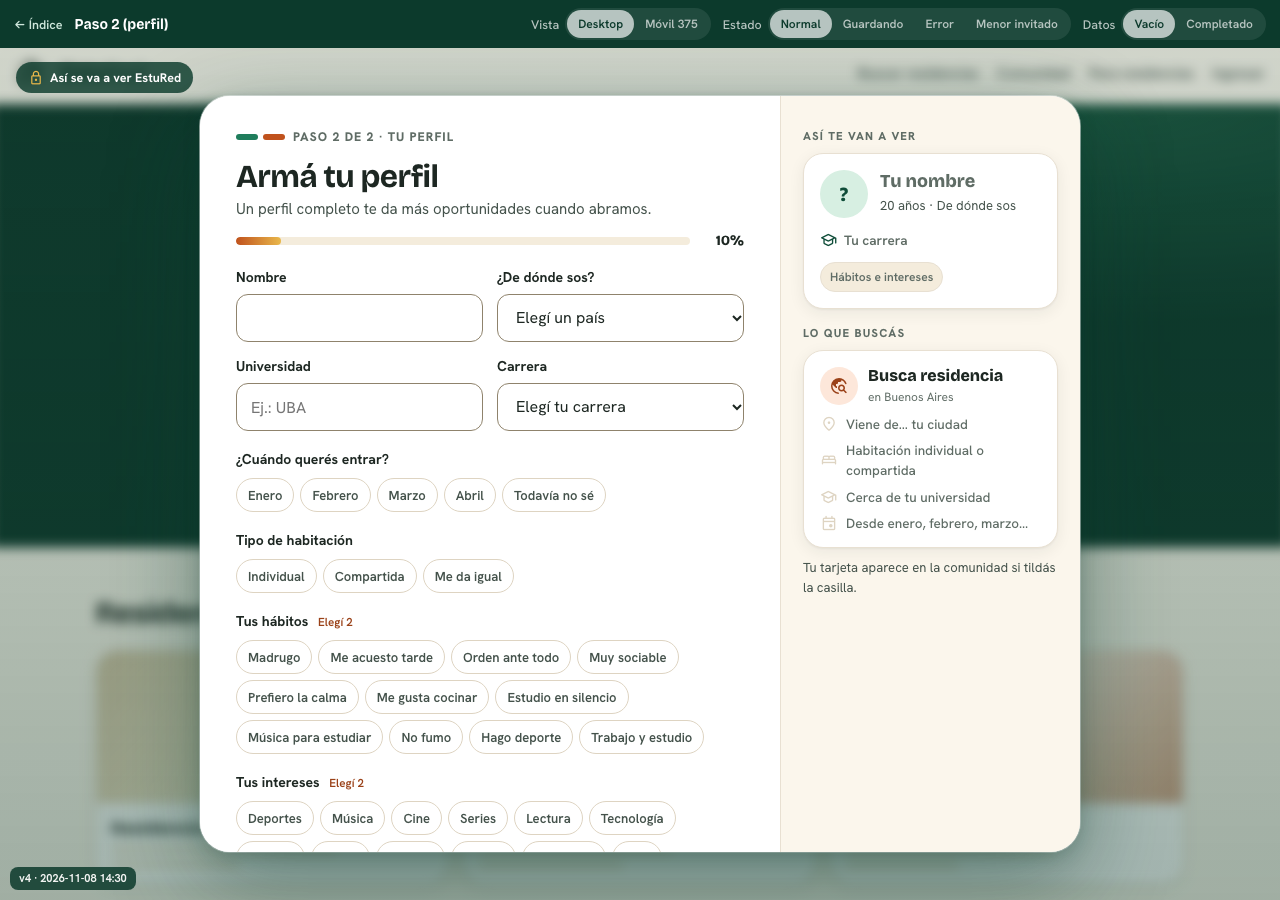 ← Índice Paso 2 (perfil) Vista Desktop Móvil 375 Estado Normal Guardando Error Menor invitado Datos Vacío Completado
Así se va a ver EstuRed
PASO 2 DE 2 · TU PERFIL
Armá tu perfil
Un perfil completo te da más oportunidades cuando abramos.
10%
Nombre
¿De dónde sos?
Elegí un país
Universidad
Carrera
Ej.: UBA
Elegí tu carrera
¿Cuándo querés entrar?
Enero Febrero Marzo Abril Todavía no sé
Tipo de habitación
Individual Compartida Me da igual
Tus hábitos Elegí 2
Madrugo Me acuesto tarde Orden ante todo Muy sociable
Prefiero la calma Me gusta cocinar Estudio en silencio
Música para estudiar No fumo Hago deporte Trabajo y estudio
Tus intereses Elegí 2
Deportes Música Cine Series Lectura Tecnología
ASÍ TE VAN A VER
?
Tu nombre
20 años · De dónde sos
Tu carrera
Hábitos e intereses
LO QUE BUSCÁS
Busca residencia
en Buenos Aires
Viene de... tu ciudad
Habitación individual o
compartida
Cerca de tu universidad
Desde enero, febrero, marzo...
Tu tarjeta aparece en la comunidad si tildás
la casilla.
v4 · 2026-11-08 14:30